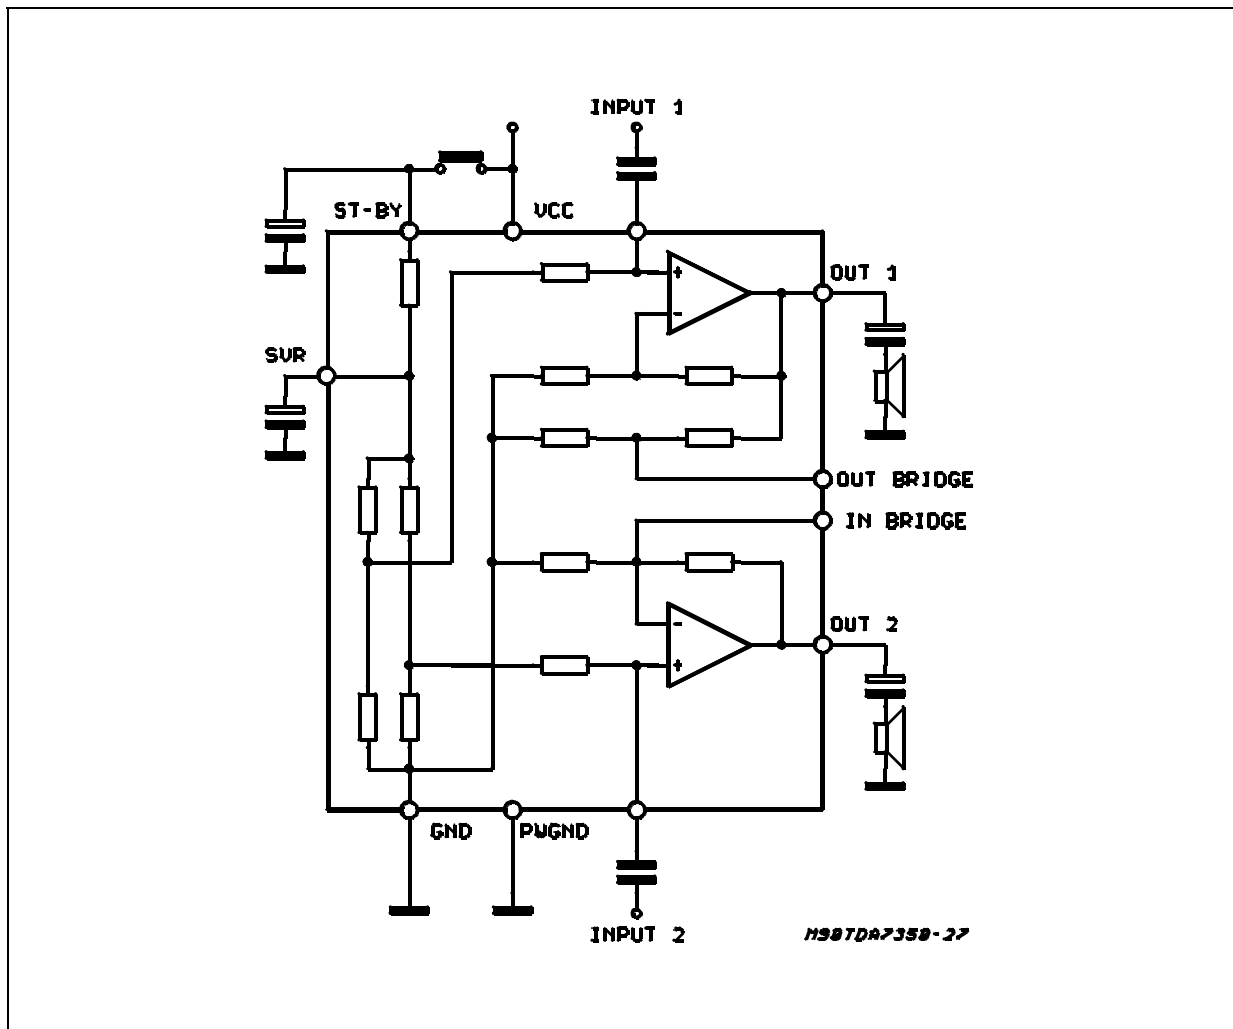 INPUT 1
ST-BY
VCC
OUT 1
SVR
OUT BRIDGE
IN BRIDGE
OUT 2
GND
PWGND
INPUT 2
M90TDA7350-27